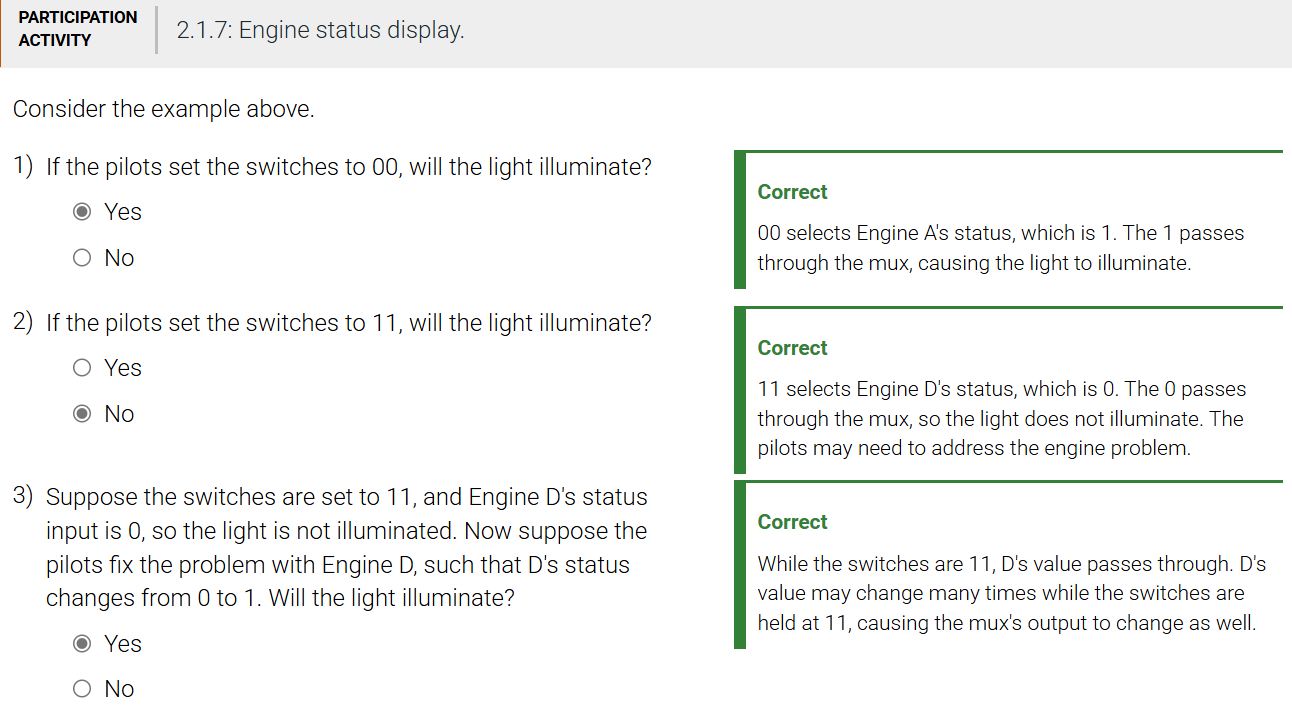 PARTICIPATION
ACTIVITY
2.1.7: Engine status display.
Consider the example above.
1) If the pilots set the switches to 00, will the light illuminate?
Yes
No
Correct
00 selects Engine A's status, which is 1. The 1 passes
through the mux, causing the light to illuminate.
2) If the pilots set the switches to 11, will the light illuminate?
Yes
No
Correct
11 selects Engine D's status, which is 0. The 0 passes
through the mux, so the light does not illuminate. The
pilots may need to address the engine problem.
3) Suppose the switches are set to 11, and Engine D's status
input is 0, so the light is not illuminated. Now suppose the
pilots fix the problem with Engine D, such that D's status
changes from 0 to 1. Will the light illuminate?
Yes
No
Correct
While the switches are 11, D's value passes through. D's
value may change many times while the switches are
held at 11, causing the mux's output to change as well.